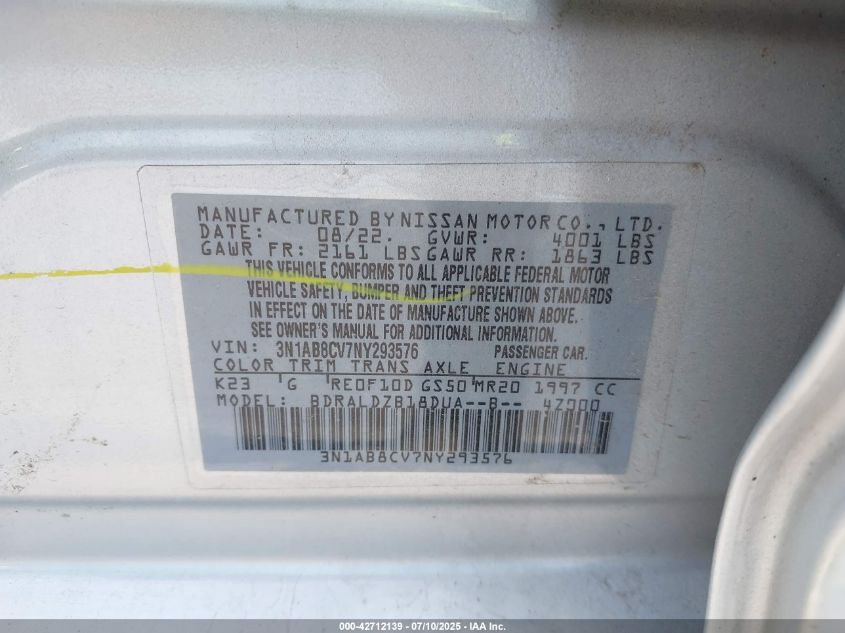 MANUFACTURED BY NISSAN MOTOR CO., LTD.
DATE: 08/22. GVWR: 4001 LBS
GAWR FR: 2161 LBS GAWR RR: 1863 LBS
THIS VEHICLE CONFORMS TO ALL APPLICABLE FEDERAL MOTOR
VEHICLE SAFETY, BUMPER AND THEFT PREVENTION STANDARDS
IN EFFECT ON THE DATE OF MANUFACTURE SHOWN ABOVE.
SEE OWNER'S MANUAL FOR ADDITIONAL INFORMATION.
VIN: 3N1AB8CV7NY293576 PASSENGER CAR.
COLOR TRIM TRANS AXLE ENGINE
K23 G RE0F10D GS50 MR20 1997 CC
MODEL: BDRALDZB18DUA--B-- 4Z900
3N1AB8CV7NY293576
000-42712139 - 07/10/2025 - IAA Inc.